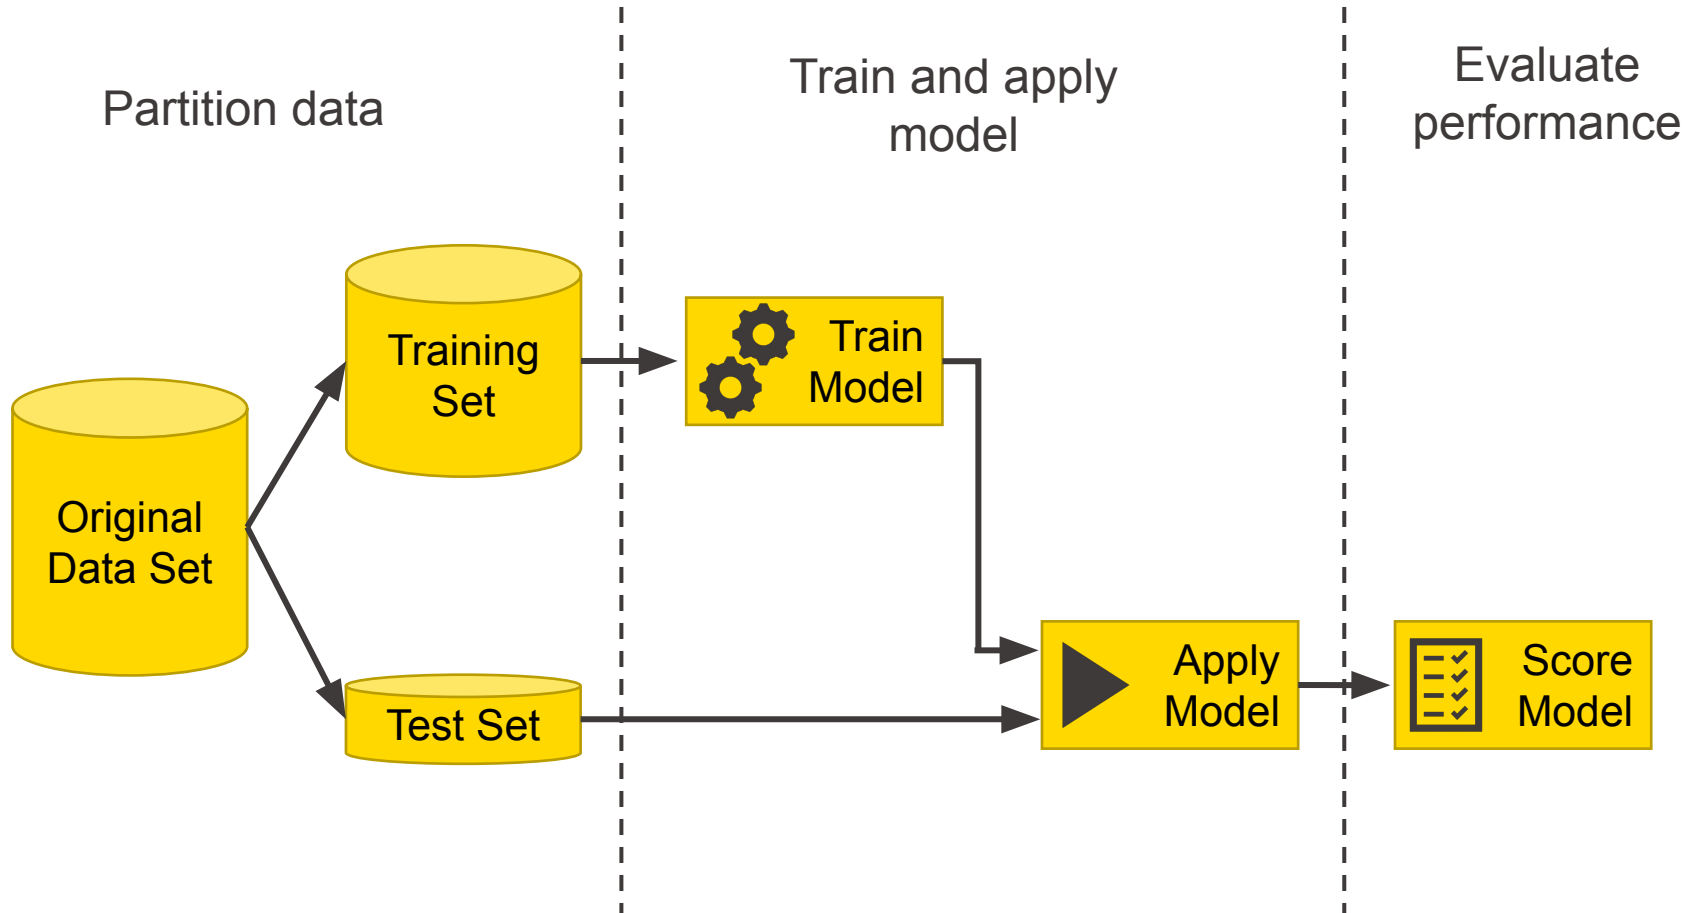 Partition data
Train and apply
model
Evaluate
performance
Original
Data Set
Training
Set
Test Set
Train
Model
Apply
Model
Score
Model